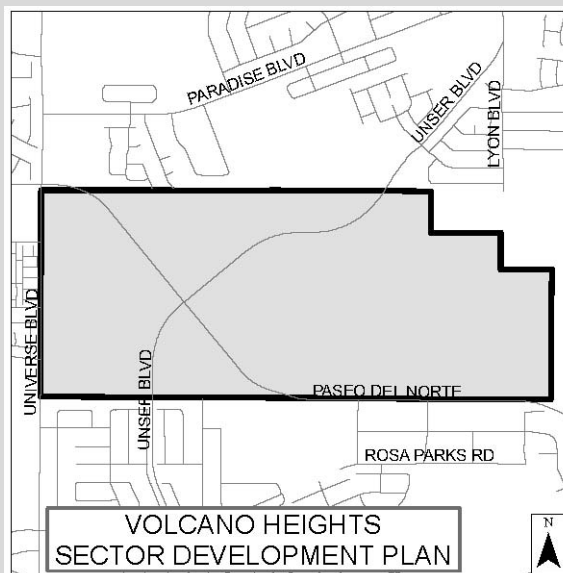 PARADISE BLVD
UNSER BLVD
LYON BLVD
UNIVERSE BLVD
UNSER BLVD
PASEO DEL NORTE
ROSA PARKS RD
VOLCANO HEIGHTS
SECTOR DEVELOPMENT PLAN
N